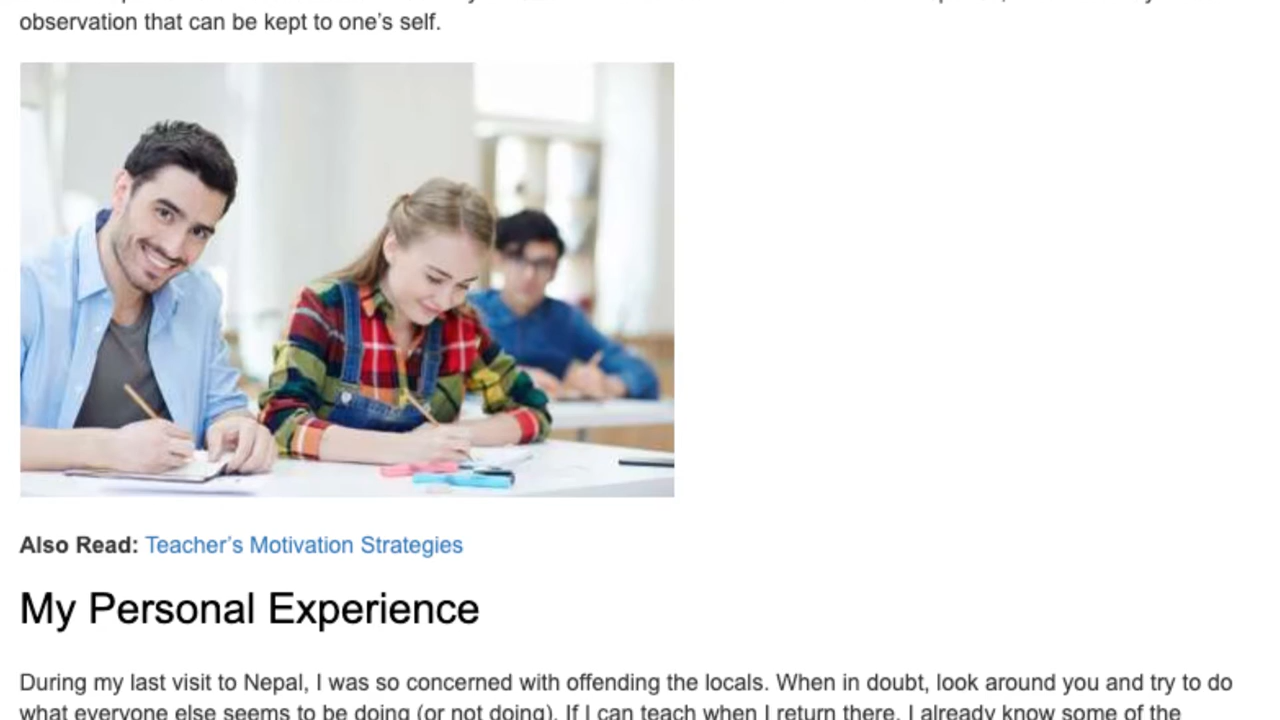 observation that can be kept to one’s self.
Also Read: Teacher’s Motivation Strategies
My Personal Experience
During my last visit to Nepal, I was so concerned with offending the locals. When in doubt, look around you and try to do
what everyone else seems to be doing (or not doing). If I can teach when I return there, I already know some of the